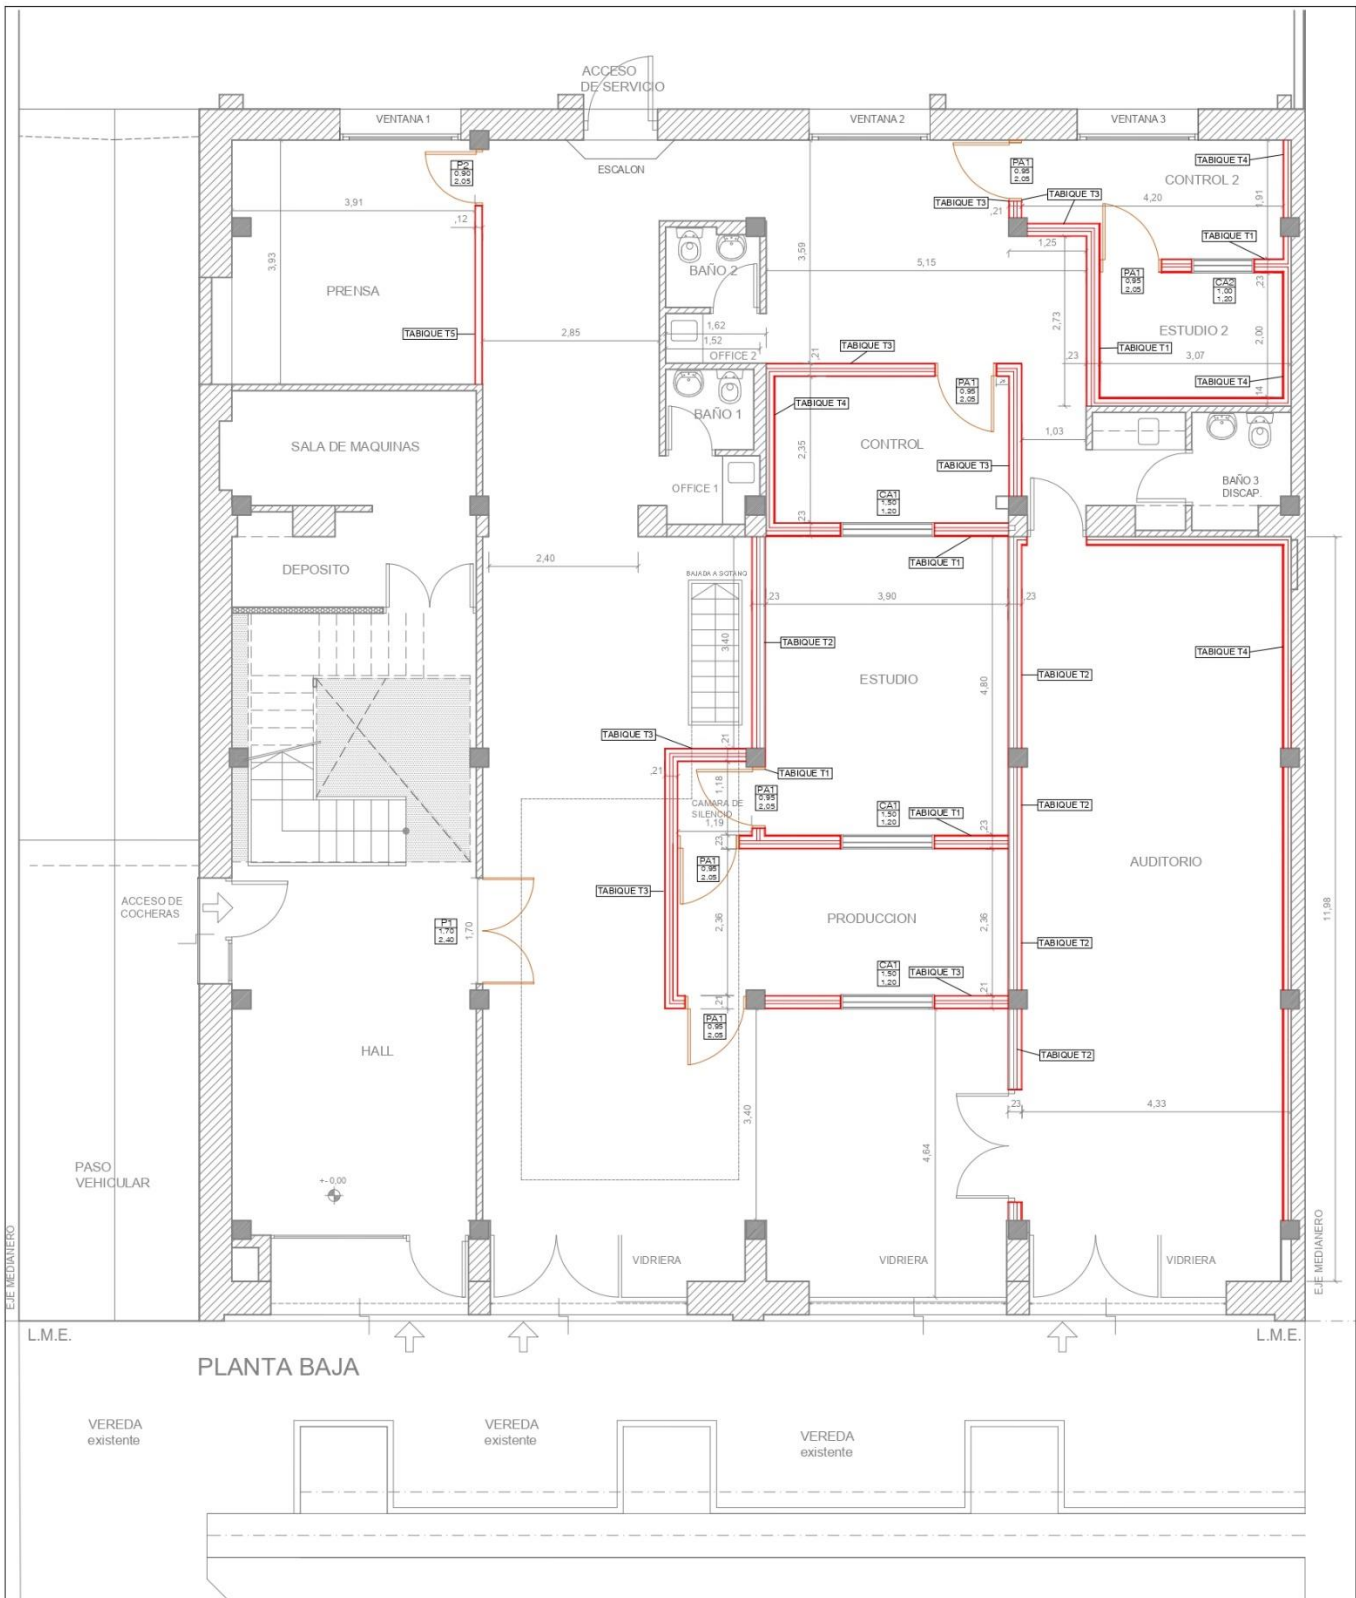 ACCESO
DE SERVICIO
VENTANA 1
VENTANA 2
VENTANA 3
ESCALON
P2
0.90
2.05
PA1
0.95
2.05
TABIQUE T4
CONTROL 2
TABIQUE T3
TABIQUE T3
,21
4,20
1,91
3,91
,12
3,93
PRENSA
TABIQUE T5
2,85
BAÑO 2
1,62
1,52
OFFICE 2
3,59
5,15
1,25
TABIQUE T1
PA1
0.95
2.05
CA2
1.00
1.20
,23
ESTUDIO 2
2,73
2,00
,23
TABIQUE T1
3,07
TABIQUE T4
,14
,21
TABIQUE T3
PA1
0.95
2.05
TABIQUE T4
BAÑO 1
CONTROL
2,35
TABIQUE T3
1,03
SALA DE MAQUINAS
OFFICE 1
CA1
1.50
1.20
,23
BAÑO 3
DISCAP.
DEPOSITO
2,40
BAJADA A SOTANO
TABIQUE T1
,23
3,90
,23
3,40
TABIQUE T2
ESTUDIO
4,80
TABIQUE T4
TABIQUE T2
TABIQUE T3
,21
,21
TABIQUE T1
1,18
PA1
0.95
2.05
CAMARA DE
SILENCIO
1,19
CA1
1.50
1.20
TABIQUE T1
,23
,23
TABIQUE T2
PA1
0.95
2.05
AUDITORIO
TABIQUE T3
ACCESO DE
COCHERAS
P1
1.70
2.40
1,70
2,36
PRODUCCION
2,36
TABIQUE T2
11,98
CA1
1.50
1.20
TABIQUE T3
,21
,21
PA1
0.95
2.05
HALL
TABIQUE T2
3,40
4,64
,23
4,33
PASO
VEHICULAR
+-0,00
EJE MEDIANERO
VIDRIERA
VIDRIERA
VIDRIERA
EJE MEDIANERO
L.M.E.
L.M.E.
PLANTA BAJA
VEREDA
existente
VEREDA
existente
VEREDA
existente